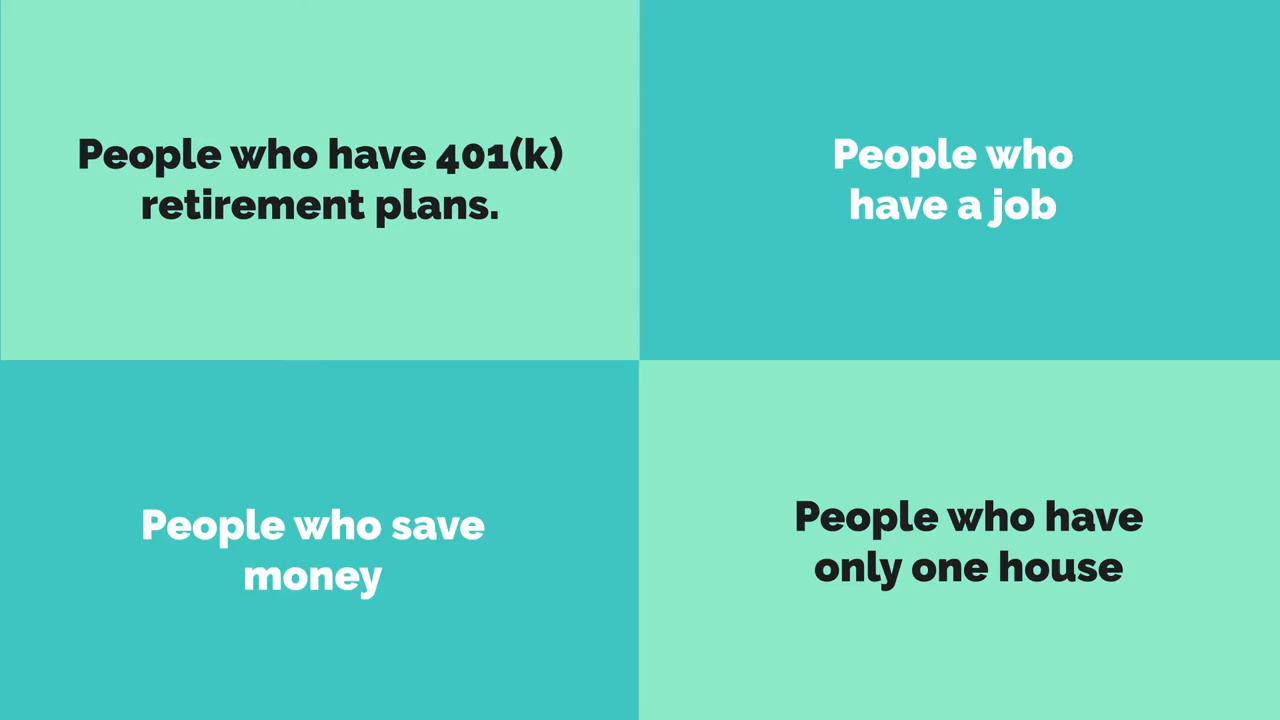 People who have 401(k)
retirement plans.
People who
have a job
People who save
money
People who have
only one house